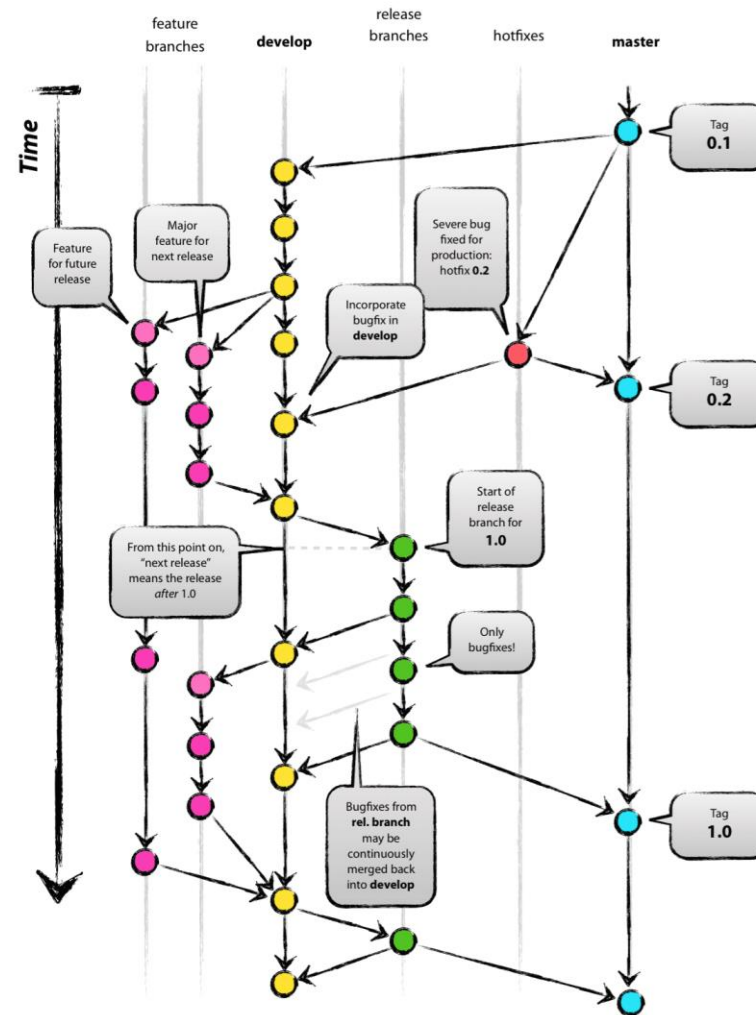 feature
branches
develop
release
branches
hotfixes
master
Time
Tag
0.1
Feature
for future
release
Major
feature for
next release
Severe bug
fixed for
production:
hotfix 0.2
Incorporate
bugfix in
develop
Tag
0.2
Start of
release
branch for
1.0
From this point on,
“next release”
means the release
after 1.0
Only
bugfixes!
Bugfixes from
rel. branch
may be
continuously
merged back
into develop
Tag
1.0